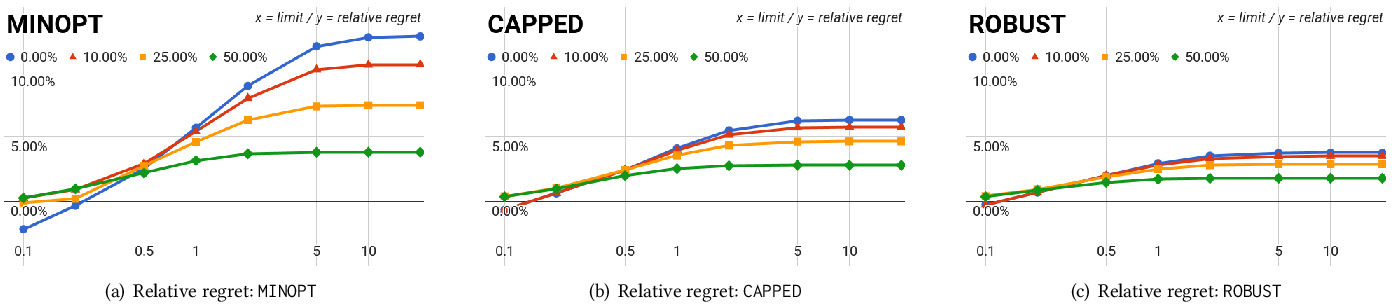 MINOPT
x = limit / y = relative regret
0.00% 10.00% 25.00% 50.00%
10.00%
5.00%
0.00%
0.1 0.5 1 5 10
(a) Relative regret: MINOPT
CAPPED
x = limit / y = relative regret
0.00% 10.00% 25.00% 50.00%
10.00%
5.00%
0.00%
0.1 0.5 1 5 10
(b) Relative regret: CAPPED
ROBUST
x = limit / y = relative regret
0.00% 10.00% 25.00% 50.00%
10.00%
5.00%
0.00%
0.1 0.5 1 5 10
(c) Relative regret: ROBUST